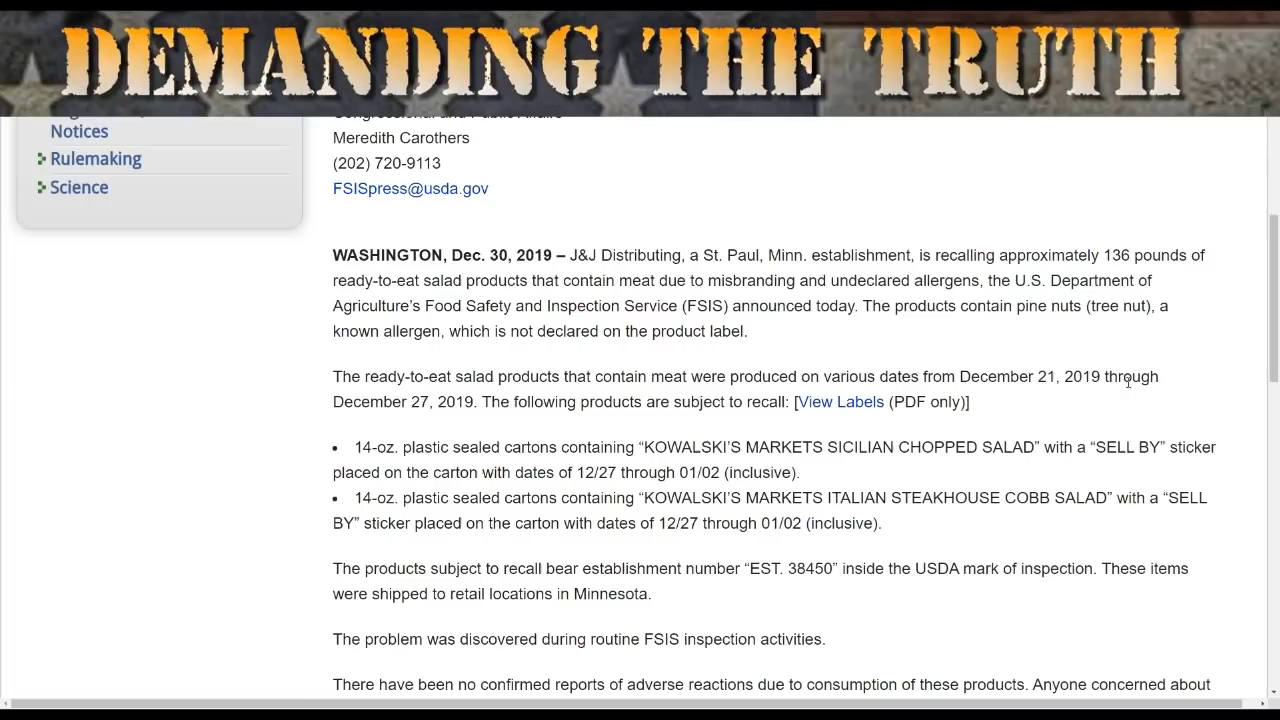 DEMANDING THE TRUTH
Notices
Rulemaking
Science
Congressional and Public Affairs
Meredith Carothers
(202) 720-9113
FSISpress@usda.gov
WASHINGTON, Dec. 30, 2019 – J&J Distributing, a St. Paul, Minn. establishment, is recalling approximately 136 pounds of
ready-to-eat salad products that contain meat due to misbranding and undeclared allergens, the U.S. Department of
Agriculture’s Food Safety and Inspection Service (FSIS) announced today. The products contain pine nuts (tree nut), a
known allergen, which is not declared on the product label.
The ready-to-eat salad products that contain meat were produced on various dates from December 21, 2019 through
December 27, 2019. The following products are subject to recall: [View Labels (PDF only)]
• 14-oz. plastic sealed cartons containing “KOWALSKI’S MARKETS SICILIAN CHOPPED SALAD” with a “SELL BY” sticker
placed on the carton with dates of 12/27 through 01/02 (inclusive).
• 14-oz. plastic sealed cartons containing “KOWALSKI’S MARKETS ITALIAN STEAKHOUSE COBB SALAD” with a “SELL
BY” sticker placed on the carton with dates of 12/27 through 01/02 (inclusive).
The products subject to recall bear establishment number “EST. 38450” inside the USDA mark of inspection. These items
were shipped to retail locations in Minnesota.
The problem was discovered during routine FSIS inspection activities.
There have been no confirmed reports of adverse reactions due to consumption of these products. Anyone concerned about